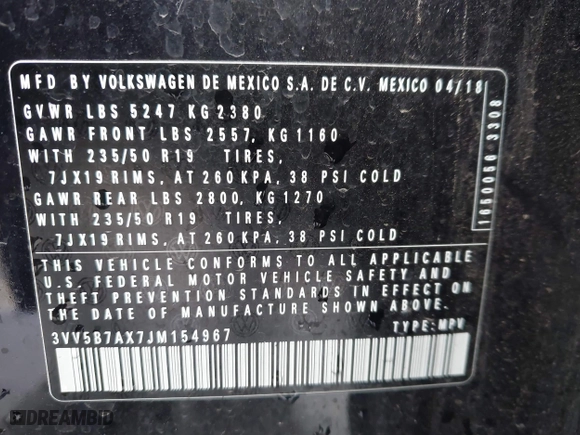 MFD BY VOLKSWAGEN DE MEXICO S.A. DE C.V. MEXICO 04/18
GVWR LBS 5247 KG 2380
GAWR FRONT LBS 2557, KG 1160
WITH 235/50 R19 TIRES,
7JX19 RIMS, AT 260 KPA, 38 PSI COLD
GAWR REAR LBS 2800, KG 1270
WITH 235/50 R19 TIRES,
7JX19 RIMS, AT 260 KPA, 38 PSI COLD
THIS VEHICLE CONFORMS TO ALL APPLICABLE
U.S. FEDERAL MOTOR VEHICLE SAFETY AND
THEFT PREVENTION STANDARDS IN EFFECT ON
THE DATE OF MANUFACTURE SHOWN ABOVE.
3VV5B7AX7JM154967 TYPE: MPV
1650056 3308
DREAMBID